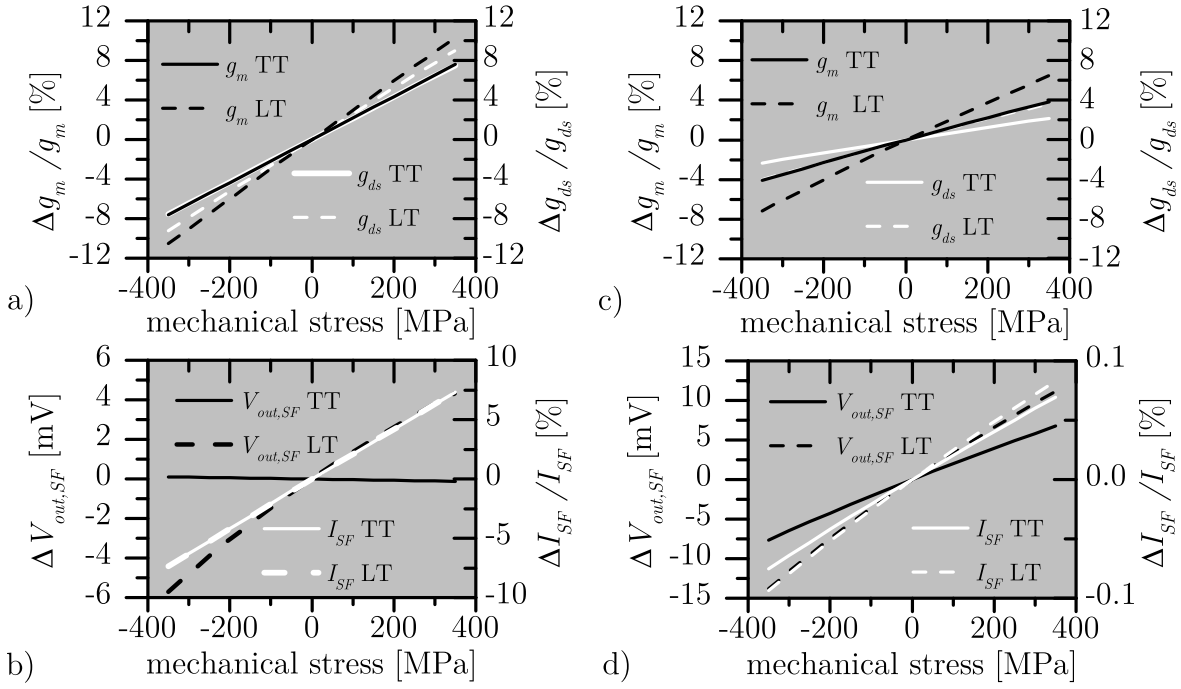 12
8
4
0
-4
-8
-12
Δg_m /g_m [%]
g_m TT
g_m LT
g_ds TT
g_ds LT
12
8
4
0
-4
-8
-12
Δg_ds /g_ds [%]
-400 -200 0 200 400
mechanical stress [MPa]
a)
12
8
4
0
-4
-8
-12
Δg_m /g_m [%]
g_m TT
g_m LT
g_ds TT
g_ds LT
12
8
4
0
-4
-8
-12
Δg_ds /g_ds [%]
-400 -200 0 200 400
mechanical stress [MPa]
c)
6
4
2
0
-2
-4
-6
ΔV_out,SF [mV]
V_out,SF TT
V_out,SF LT
I_SF TT
I_SF LT
10
5
0
-5
-10
ΔI_SF /I_SF [%]
-400 -200 0 200 400
mechanical stress [MPa]
b)
15
10
5
0
-5
-10
-15
ΔV_out,SF [mV]
V_out,SF TT
V_out,SF LT
I_SF TT
I_SF LT
0.1
0.0
-0.1
ΔI_SF /I_SF [%]
-400 -200 0 200 400
mechanical stress [MPa]
d)